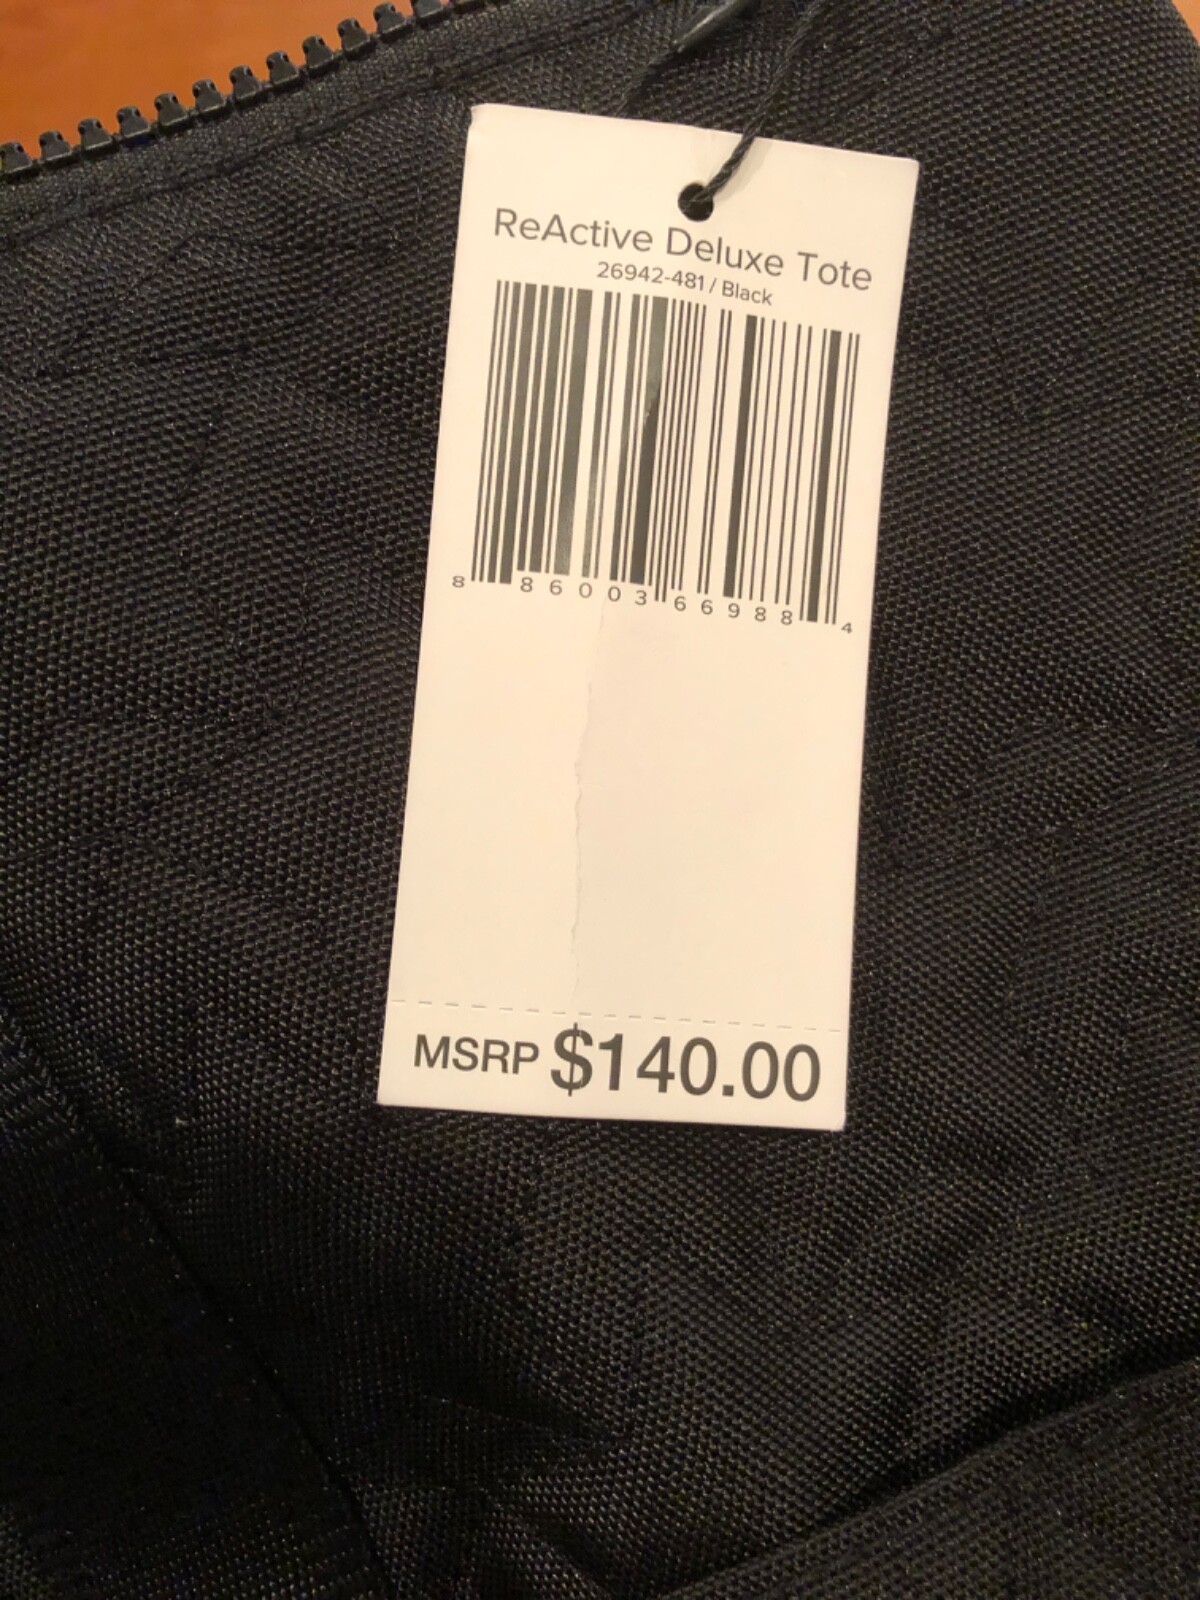 ReActive Deluxe Tote
26942-481 / Black
8 86003 66988 4
MSRP $140.00